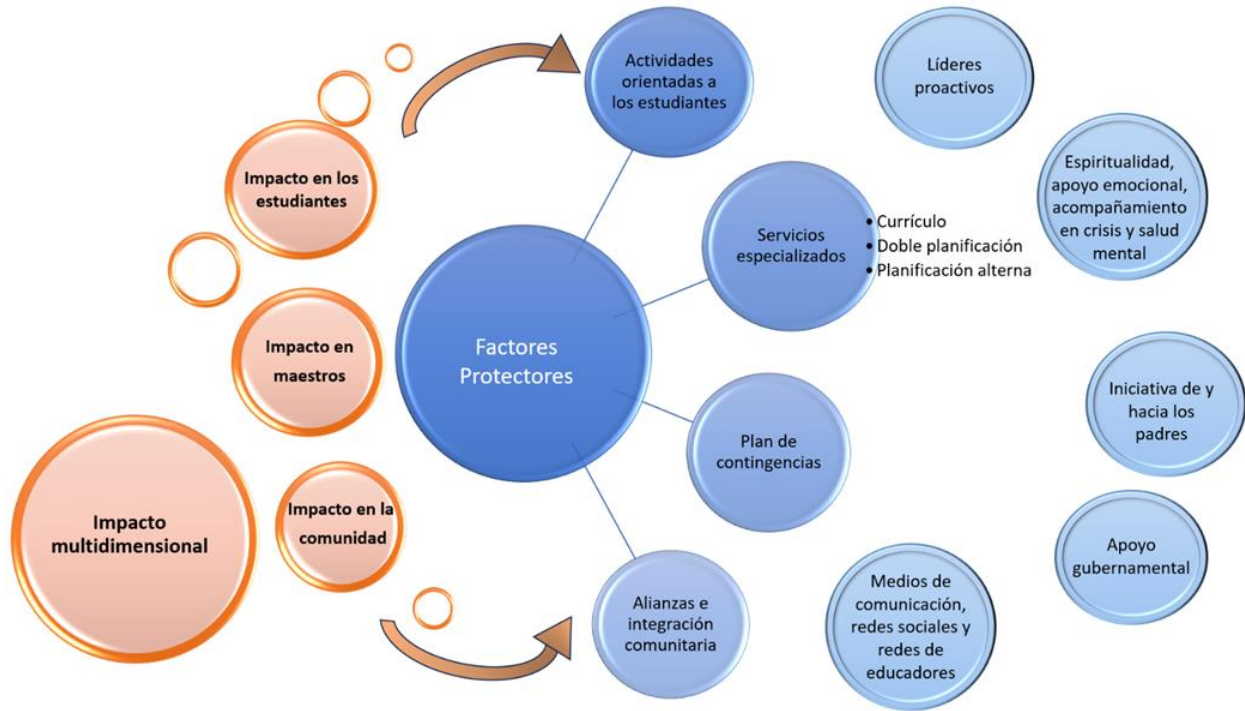 Impacto
multidimensional
Impacto en los
estudiantes
Impacto en
maestros
Impacto en la
comunidad
Factores
Protectores
Actividades
orientadas a
los estudiantes
Servicios
especializados
• Currículo
• Doble planificación
• Planificación alterna
Plan de
contingencias
Alianzas e
integración
comunitaria
Líderes
proactivos
Espiritualidad,
apoyo emocional,
acompañamiento
en crisis y salud
mental
Iniciativa de y
hacia los
padres
Apoyo
gubernamental
Medios de
comunicación,
redes sociales y
redes de
educadores